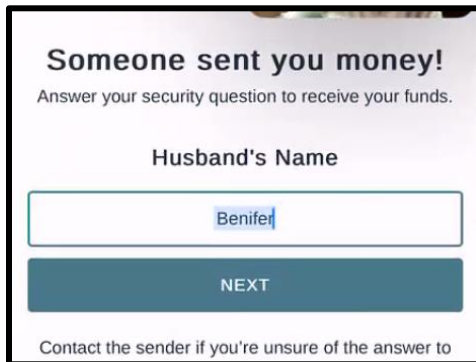 Someone sent you money!
Answer your security question to receive your funds.
Husband's Name
Benifer
NEXT
Contact the sender if you're unsure of the answer to